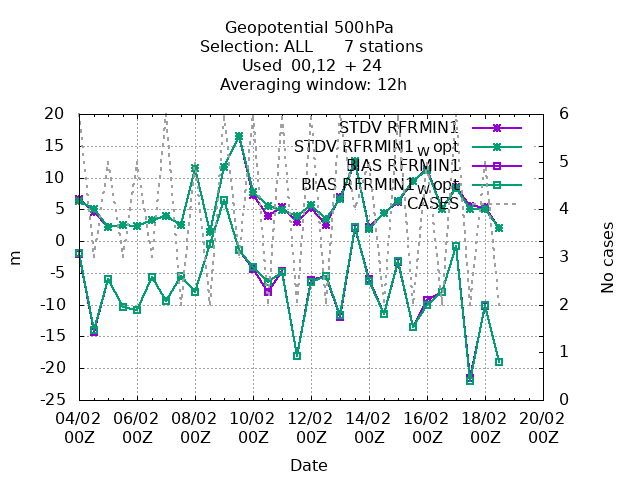 Geopotential 500hPa
Selection: ALL 7 stations
Used 00,12 + 24
Averaging window: 12h
20 6
STDV RFRMIN1
15 STDV RFRMIN1_w opt
BIAS RFRMIN1 5
10 BIAS RFRMIN1_w opt
CASES
5 4
0
3
-5
-10 2
-15
1
-20
-25 0
m
No cases
04/02 06/02 08/02 10/02 12/02 14/02 16/02 18/02 20/02
00Z 00Z 00Z 00Z 00Z 00Z 00Z 00Z 00Z
Date